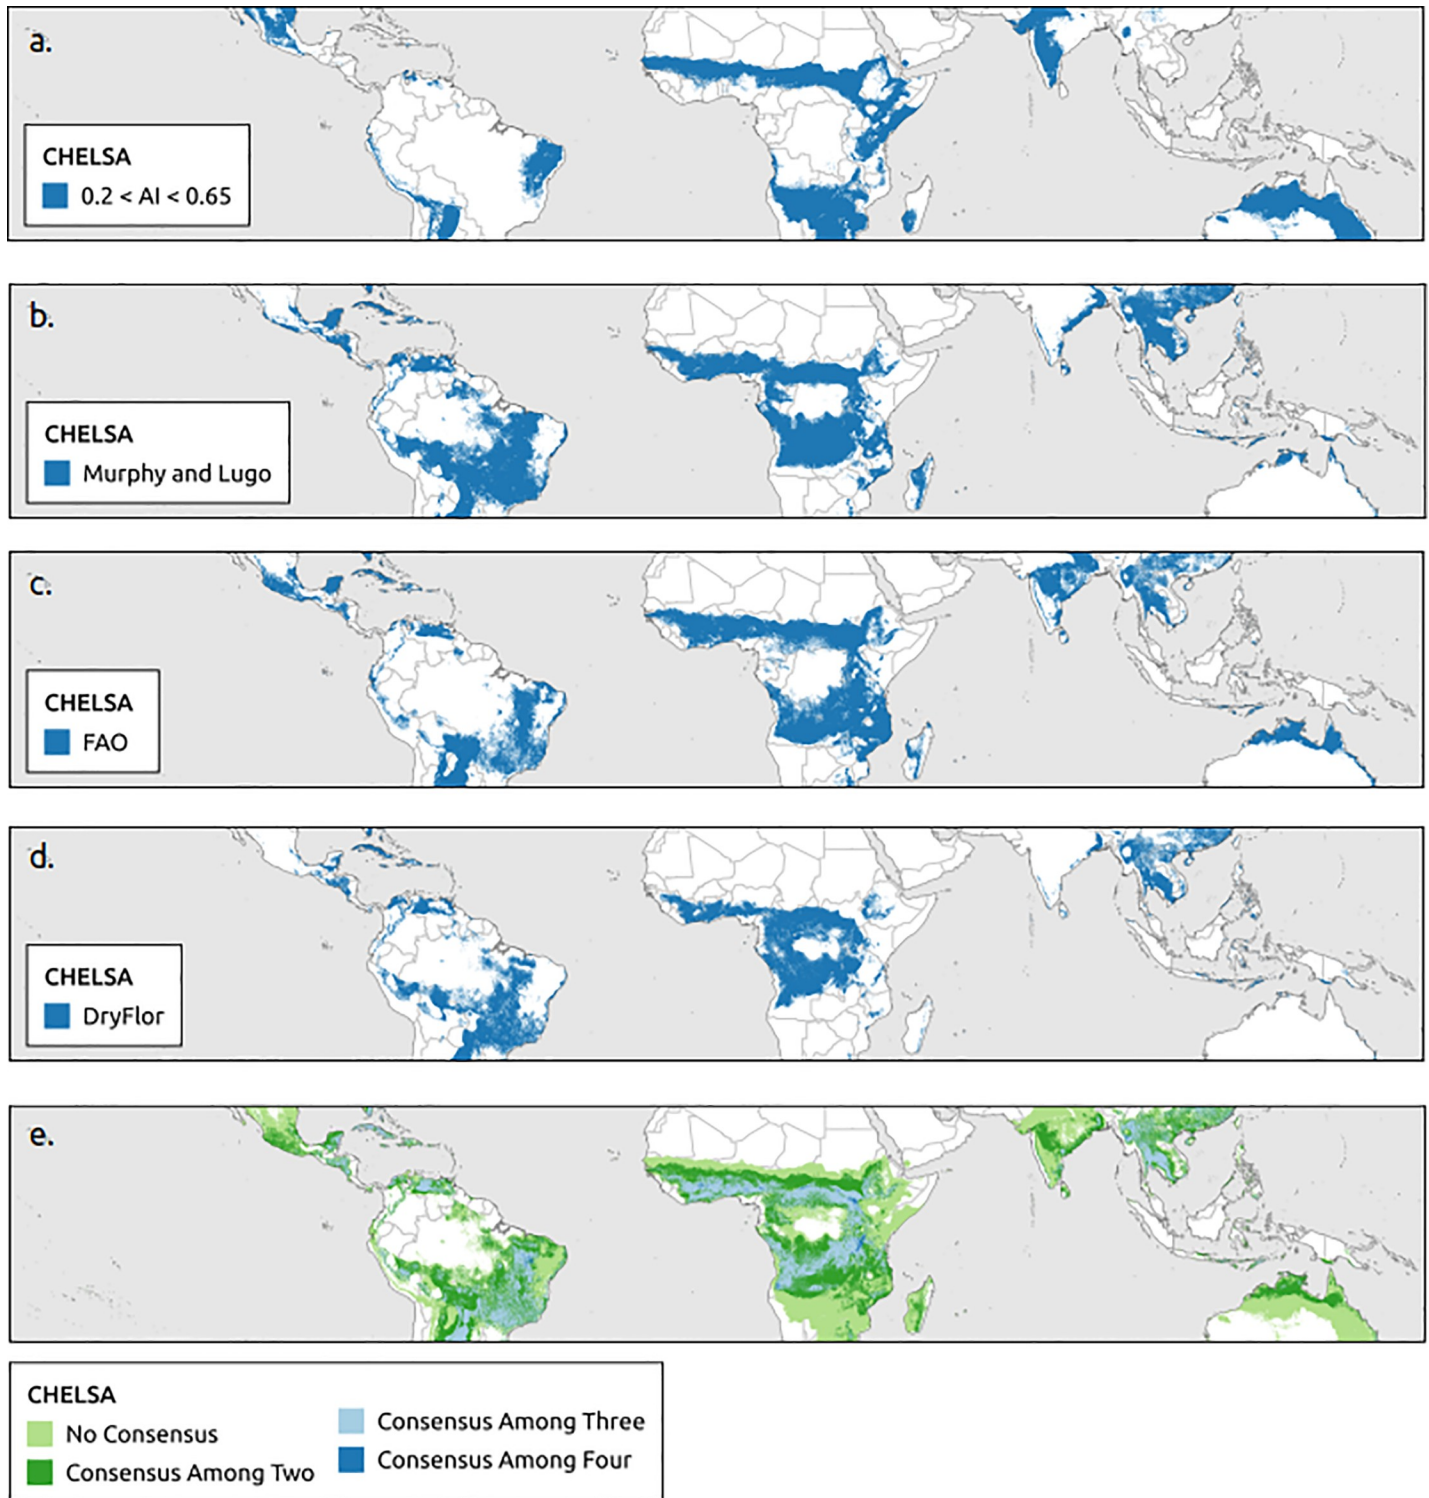 a.
CHELSA
0.2 < AI < 0.65
b.
CHELSA
Murphy and Lugo
c.
CHELSA
FAO
d.
CHELSA
DryFlor
e.
CHELSA
No Consensus
Consensus Among Two
Consensus Among Three
Consensus Among Four